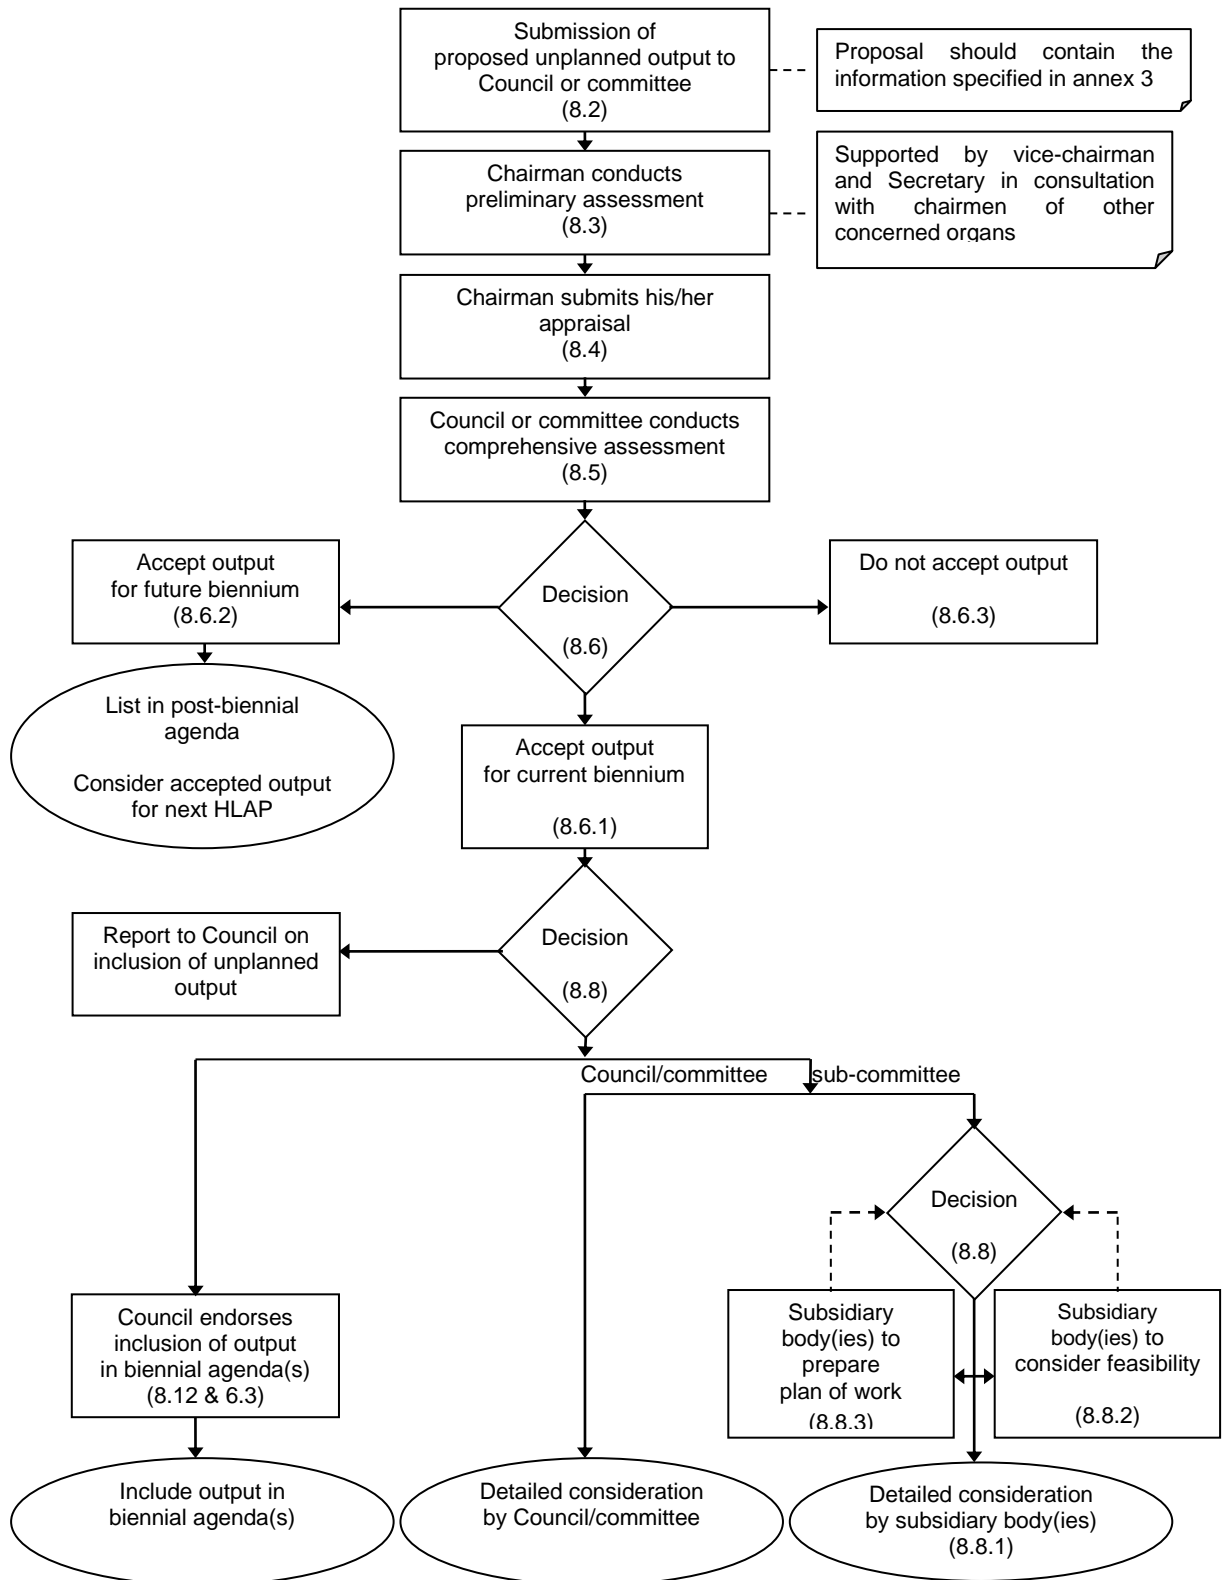 Submission of
proposed unplanned output to
Council or committee
(8.2)
Proposal should contain the
information specified in annex 3
Chairman conducts
preliminary assessment
(8.3)
Supported by vice-chairman
and Secretary in consultation
with chairmen of other
concerned organs
Chairman submits his/her
appraisal
(8.4)
Council or committee conducts
comprehensive assessment
(8.5)
Accept output
for future biennium
(8.6.2)
Decision
(8.6)
Do not accept output
(8.6.3)
List in post-biennial
agenda
Consider accepted output
for next HLAP
Accept output
for current biennium
(8.6.1)
Report to Council on
inclusion of unplanned
output
Decision
(8.8)
Council/committee
sub-committee
Decision
(8.8)
Council endorses
inclusion of output
in biennial agenda(s)
(8.12 & 6.3)
Subsidiary
body(ies) to
prepare
plan of work
(8.8.3)
Subsidiary
body(ies) to
consider feasibility
(8.8.2)
Include output in
biennial agenda(s)
Detailed consideration
by Council/committee
Detailed consideration
by subsidiary body(ies)
(8.8.1)